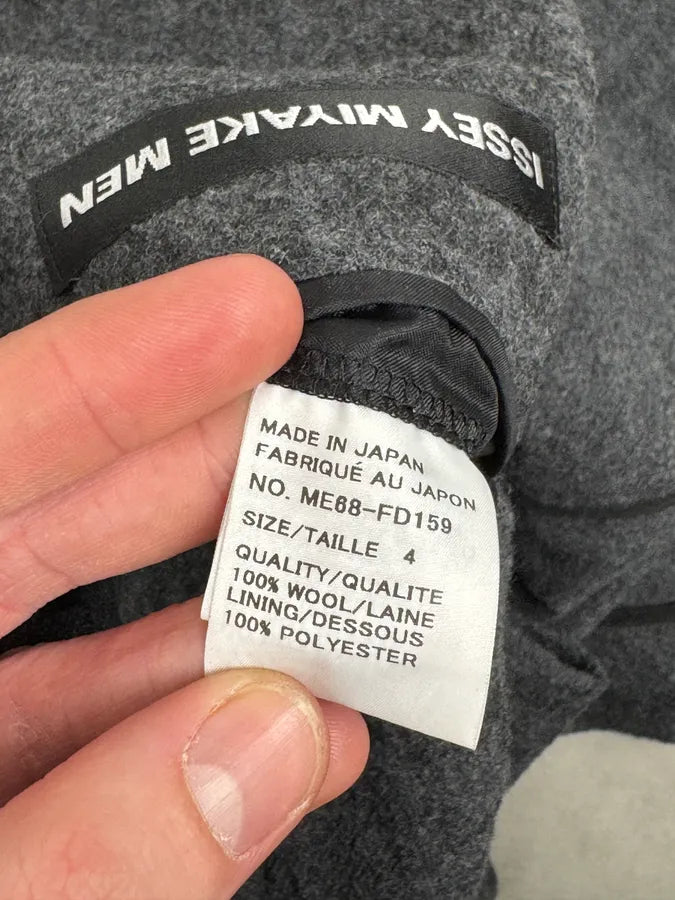 ISSEY MIYAKE MEN
MADE IN JAPAN
FABRIQUÉ AU JAPON
NO. ME68-FD159
SIZE/TAILLE 4
QUALITY/QUALITE
100% WOOL/LAINE
LINING/DESSOUS
100% POLYESTER